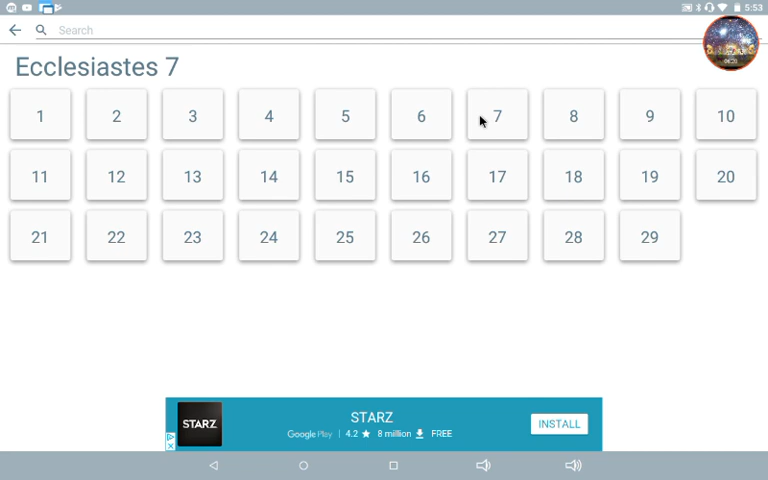 5:53
Search
Ecclesiastes 7
1 2 3 4 5 6 7 8 9 10
11 12 13 14 15 16 17 18 19 20
21 22 23 24 25 26 27 28 29
STARZ
STARZ
Google Play | 4.2 ★ 8 million FREE
INSTALL